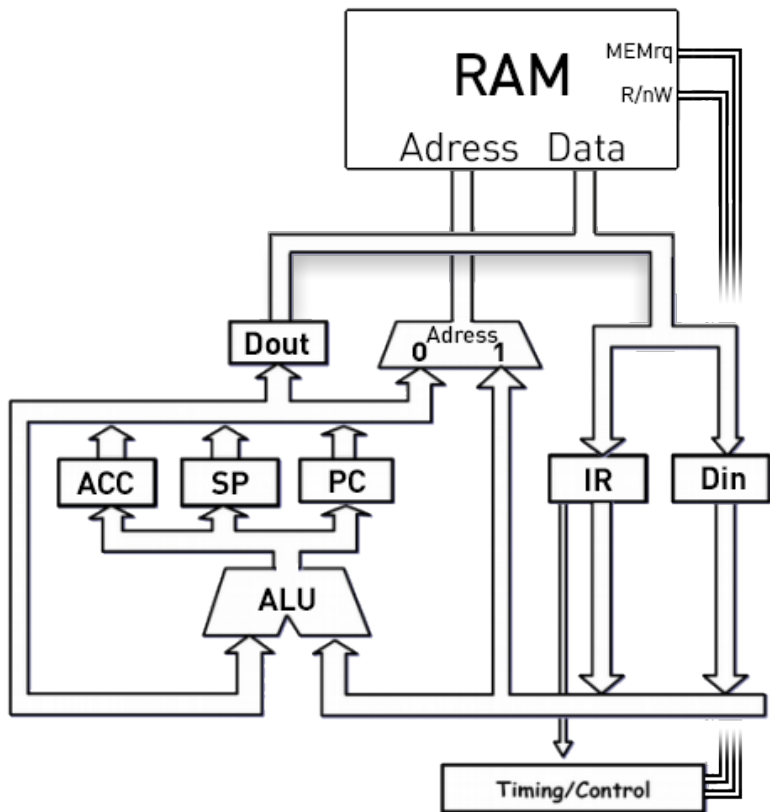 RAM
MEMrq
R/nW
Adress Data
Dout
Adress
0 1
ACC SP PC IR Din
ALU
Timing/Control